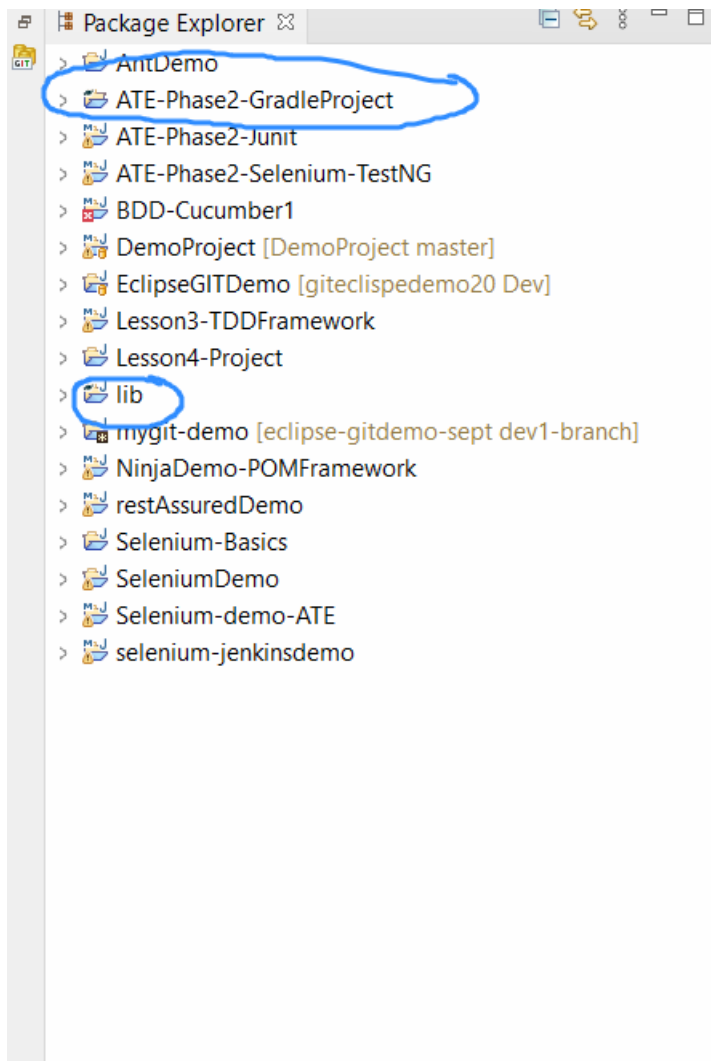 Package Explorer
GIT
AntDemo
ATE-Phase2-GradleProject
ATE-Phase2-Junit
ATE-Phase2-Selenium-TestNG
BDD-Cucumber1
DemoProject [DemoProject master]
EclipseGITDemo [giteclispedemo20 Dev]
Lesson3-TDDFramework
Lesson4-Project
lib
mygit-demo [eclipse-gitdemo-sept dev1-branch]
NinjaDemo-POMFramework
restAssuredDemo
Selenium-Basics
SeleniumDemo
Selenium-demo-ATE
selenium-jenkinsdemo